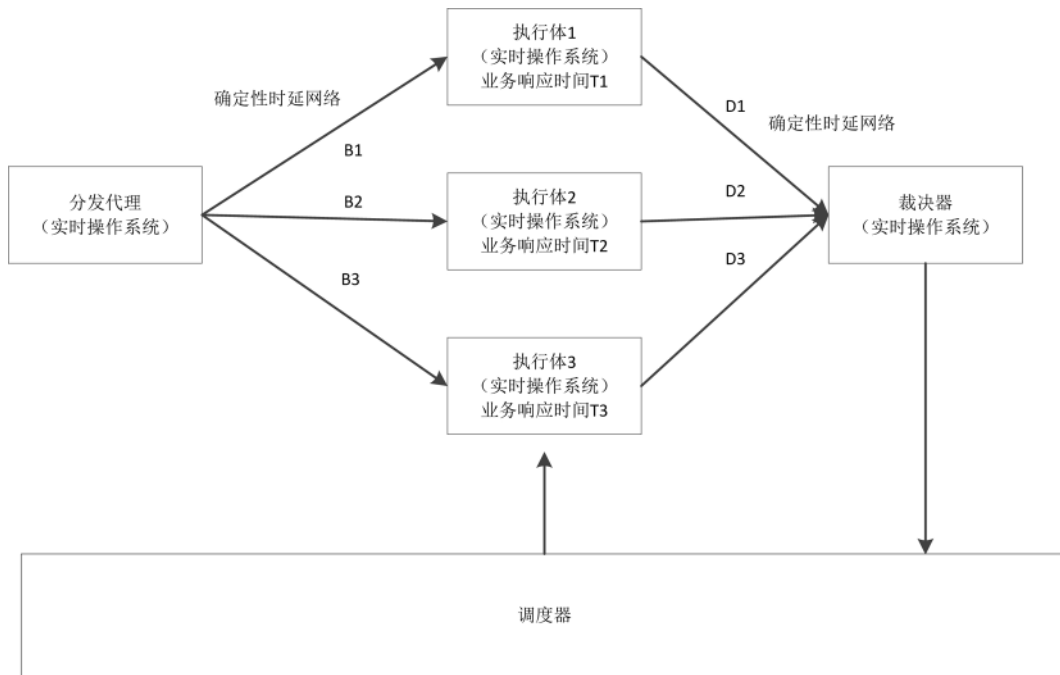 执行体1
（实时操作系统）
业务响应时间T1
确定性时延网络
D1
确定性时延网络
B1
分发代理
（实时操作系统）
B2
执行体2
（实时操作系统）
业务响应时间T2
D2
裁决器
（实时操作系统）
B3
D3
执行体3
（实时操作系统）
业务响应时间T3
调度器